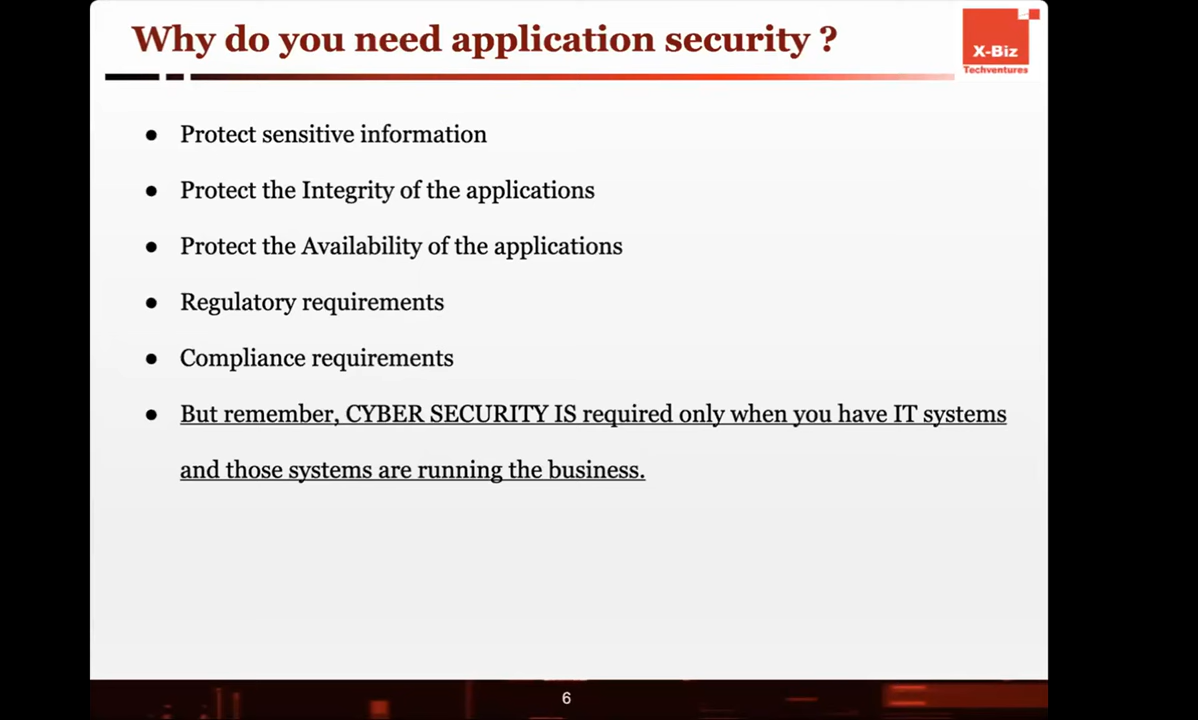 Why do you need application security ?
X-Biz
Techventures
● Protect sensitive information
● Protect the Integrity of the applications
● Protect the Availability of the applications
● Regulatory requirements
● Compliance requirements
● But remember, CYBER SECURITY IS required only when you have IT systems
and those systems are running the business.
6